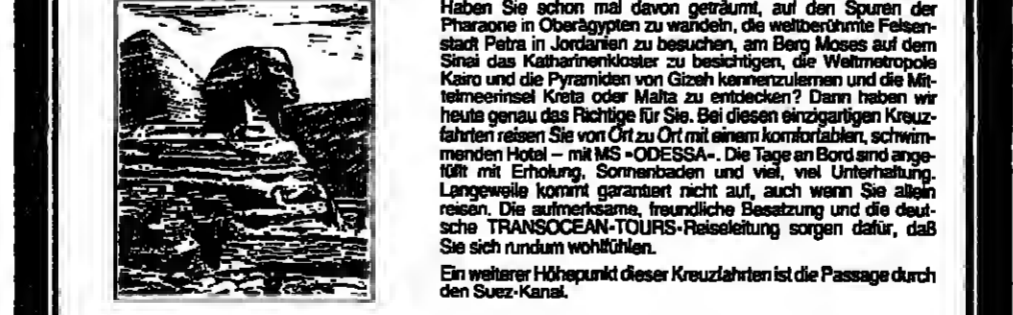 Haben Sie schon mal davon geträumt, auf den Spuren der
Pharaone in Oberägypten zu wandeln, die weltberühmte Felsen-
stadt Petra in Jordanien zu besuchen, am Berg Moses auf dem
Sinai das Katharinenkloster zu besichtigen, die Weltmetropole
Kairo und die Pyramiden von Gizeh kennenzulernen und die Mit-
telmeerinsel Kreta oder Malta zu entdecken? Dann haben wir
heute genau das Richtige für Sie. Bei diesen einzigartigen Kreuz-
fahrten reisen Sie von Ort zu Ort mit einem komfortablen, schwim-
menden Hotel – mit MS »ODESSA«. Die Tage an Bord sind ange-
füllt mit Erholung, Sonnenbaden und viel, viel Unterhaltung.
Langeweile kommt garantiert nicht auf, auch wenn Sie allein
reisen. Die aufmerksame, freundliche Besatzung und die deut-
sche TRANSOCEAN-TOURS-Reiseleitung sorgen dafür, daß
Sie sich rundum wohlfühlen.
Ein weiterer Höhepunkt dieser Kreuzfahrten ist die Passage durch
den Suez-Kanal.